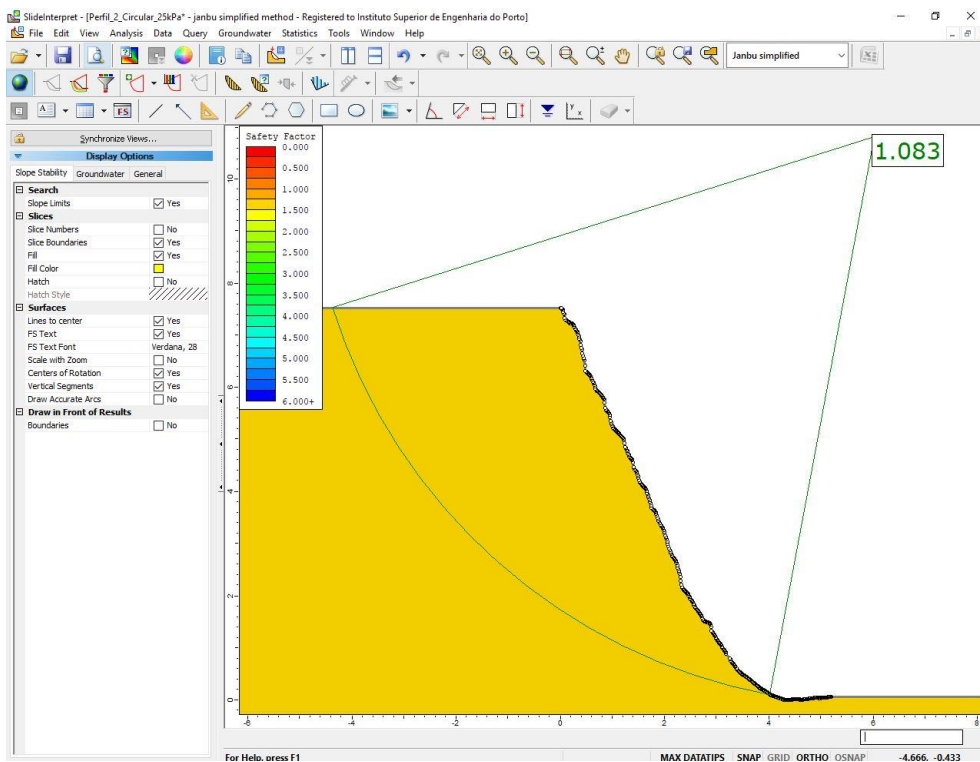 SlideInterpret - [Perfil_2_Circular_25kPa* - janbu simplified method - Registered to Instituto Superior de Engenharia do Porto]
File Edit View Analysis Data Query Groundwater Statistics Tools Window Help
Janbu simplified
A FS
Y X
Synchronize Views...
Display Options
Slope Stability Groundwater General
Search
Slope Limits Yes
Slices
Slice Numbers No
Slice Boundaries Yes
Fill Yes
Fill Color
Hatch No
Hatch Style
Surfaces
Lines to center Yes
FS Text Yes
FS Text Font Verdana, 28
Scale with Zoom No
Centers of Rotation Yes
Vertical Segments Yes
Draw Accurate Arcs No
Draw in Front of Results
Boundaries No
Safety Factor
0.000
0.500
1.000
1.500
2.000
2.500
3.000
3.500
4.000
4.500
5.000
5.500
6.000+
1.083
10
8
6
4
2
0
-6 -4 -2 0 2 4 6 8
For Help, press F1 MAX DATATIPS SNAP GRID ORTHO OSNAP -4.666, -0.433